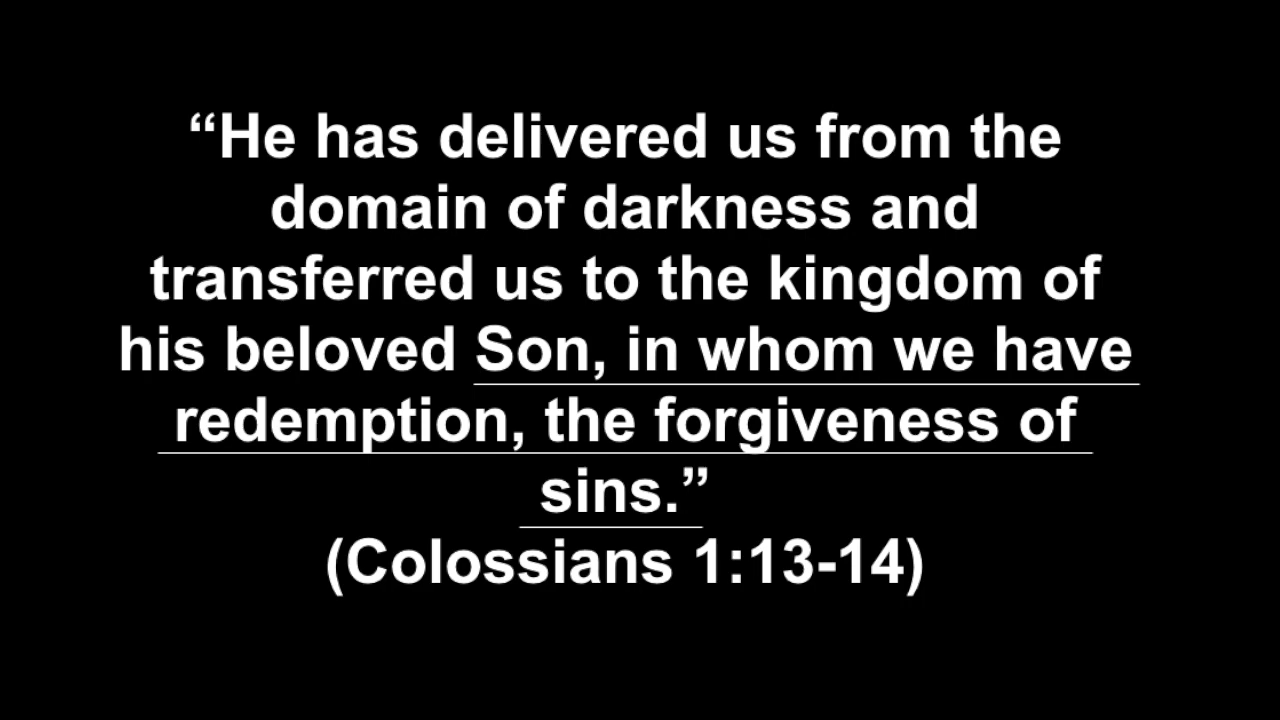 “He has delivered us from the
domain of darkness and
transferred us to the kingdom of
his beloved Son, in whom we have
redemption, the forgiveness of
sins.”
(Colossians 1:13-14)